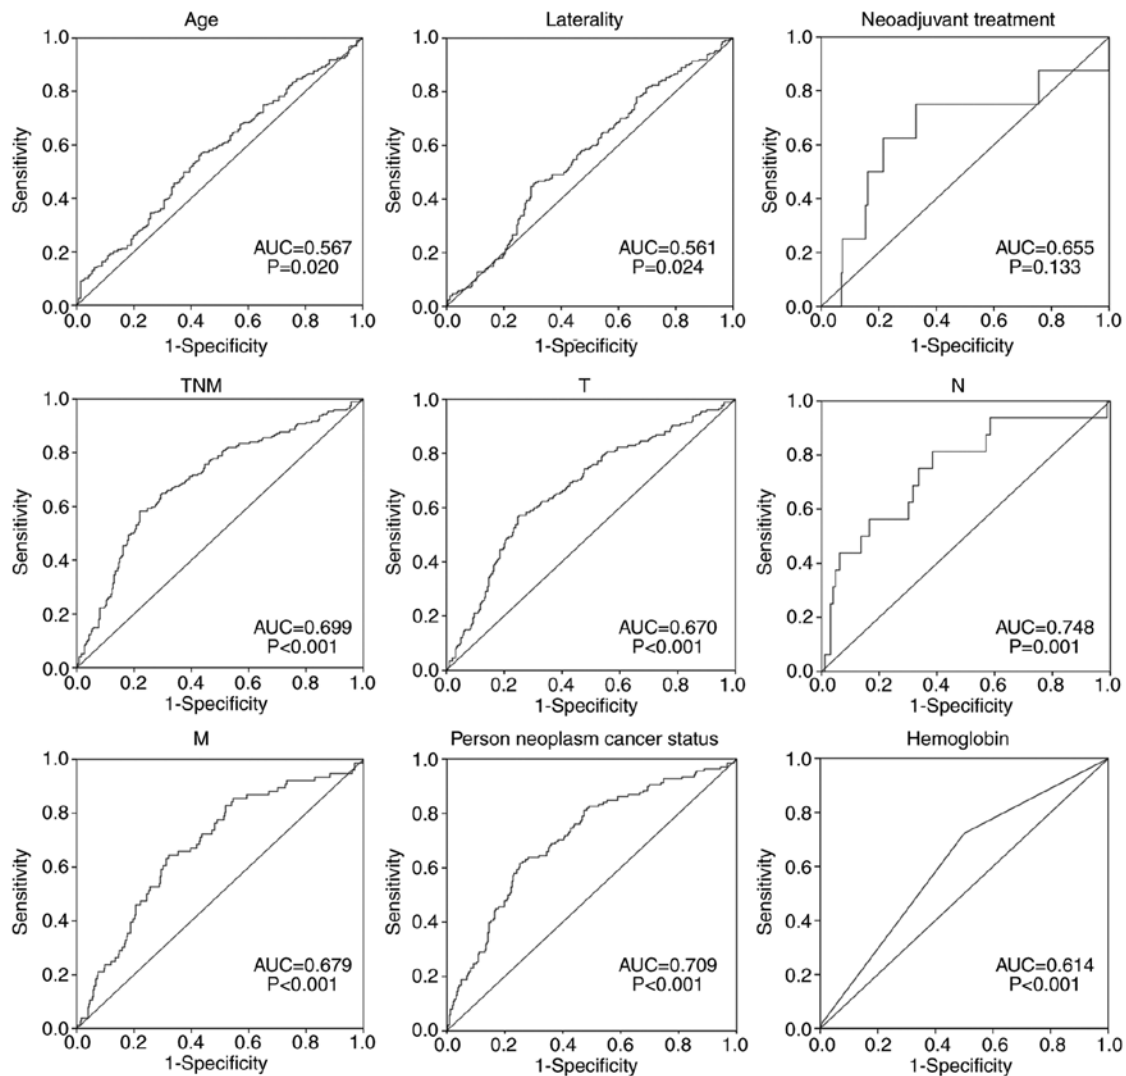 Age
1.0
0.8
0.6
0.4
0.2
0.0
Sensitivity
AUC=0.567
P=0.020
0.0 0.2 0.4 0.6 0.8 1.0
1-Specificity
Laterality
1.0
0.8
0.6
0.4
0.2
0.0
Sensitivity
AUC=0.561
P=0.024
0.0 0.2 0.4 0.6 0.8 1.0
1-Specificity
Neoadjuvant treatment
1.0
0.8
0.6
0.4
0.2
0.0
Sensitivity
AUC=0.655
P=0.133
0.0 0.2 0.4 0.6 0.8 1.0
1-Specificity
TNM
1.0
0.8
0.6
0.4
0.2
0.0
Sensitivity
AUC=0.699
P<0.001
0.0 0.2 0.4 0.6 0.8 1.0
1-Specificity
T
1.0
0.8
0.6
0.4
0.2
0.0
Sensitivity
AUC=0.670
P<0.001
0.0 0.2 0.4 0.6 0.8 1.0
1-Specificity
N
1.0
0.8
0.6
0.4
0.2
0.0
Sensitivity
AUC=0.748
P=0.001
0.0 0.2 0.4 0.6 0.8 1.0
1-Specificity
M
1.0
0.8
0.6
0.4
0.2
0.0
Sensitivity
AUC=0.679
P<0.001
0.0 0.2 0.4 0.6 0.8 1.0
1-Specificity
Person neoplasm cancer status
1.0
0.8
0.6
0.4
0.2
0.0
Sensitivity
AUC=0.709
P<0.001
0.0 0.2 0.4 0.6 0.8 1.0
1-Specificity
Hemoglobin
1.0
0.8
0.6
0.4
0.2
0.0
Sensitivity
AUC=0.614
P<0.001
0.0 0.2 0.4 0.6 0.8 1.0
1-Specificity